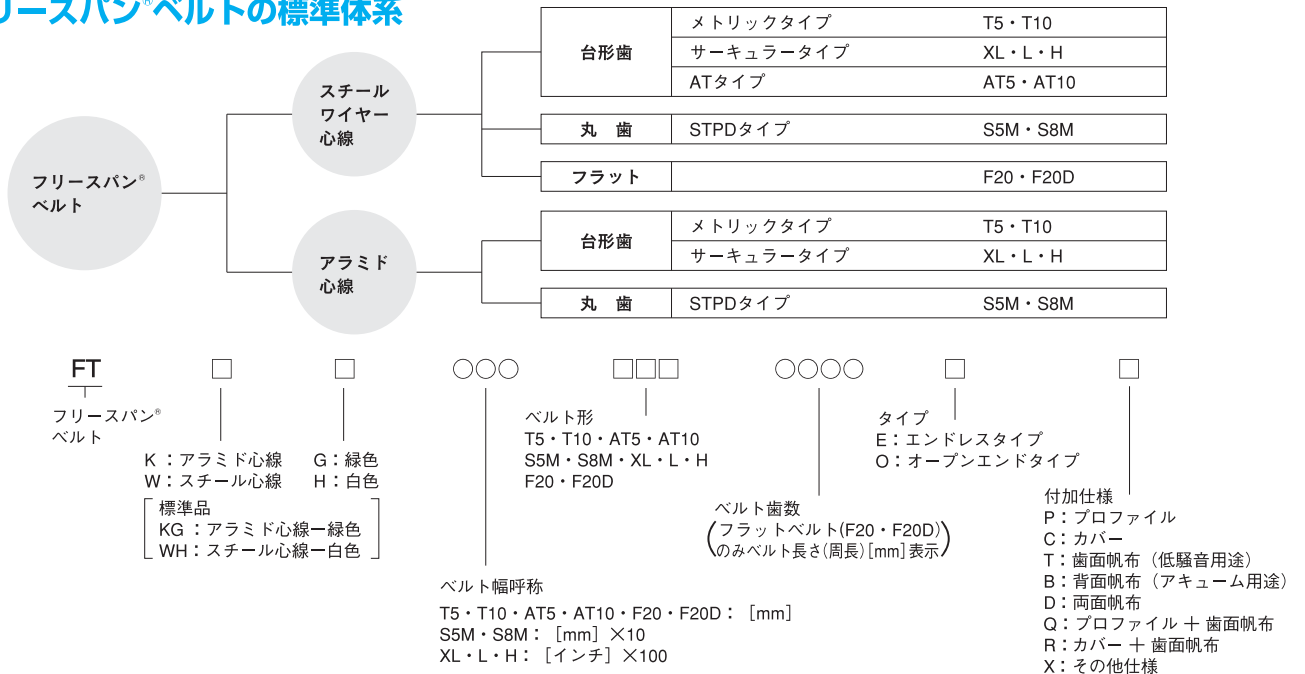 リースパン®ベルトの標準体系
フリースパン®
ベルト
スチール
ワイヤー
心線
アラミド
心線
台形歯 メトリックタイプ T5・T10
サーキュラータイプ XL・L・H
ATタイプ AT5・AT10
丸 歯 STPDタイプ S5M・S8M
フラット F20・F20D
台形歯 メトリックタイプ T5・T10
サーキュラータイプ XL・L・H
丸 歯 STPDタイプ S5M・S8M
FT □ □ ○○○ □□□ ○○○○ □ □
フリースパン®
ベルト
K：アラミド心線
W：スチール心線
G：緑色
H：白色
標準品
KG：アラミド心線ー緑色
WH：スチール心線ー白色
ベルト幅呼称
T5・T10・AT5・AT10・F20・F20D：［mm］
S5M・S8M：［mm］×10
XL・L・H：［インチ］×100
ベルト形
T5・T10・AT5・AT10
S5M・S8M・XL・L・H
F20・F20D
ベルト歯数
(フラットベルト(F20・F20D)
のみベルト長さ(周長)[mm]表示)
タイプ
E：エンドレスタイプ
O：オープンエンドタイプ
付加仕様
P：プロファイル
C：カバー
T：歯面帆布（低騒音用途）
B：背面帆布（アキューム用途）
D：両面帆布
Q：プロファイル＋歯面帆布
R：カバー＋歯面帆布
X：その他仕様